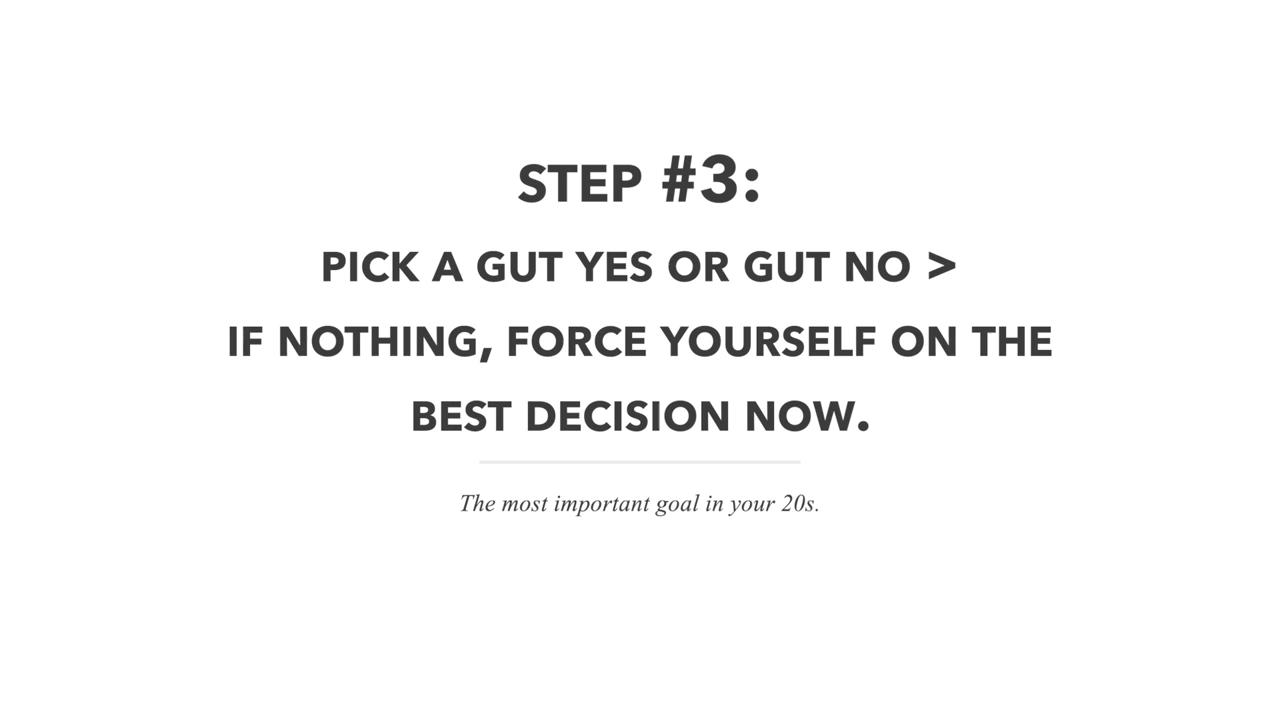 STEP #3:
PICK A GUT YES OR GUT NO >
IF NOTHING, FORCE YOURSELF ON THE
BEST DECISION NOW.
The most important goal in your 20s.